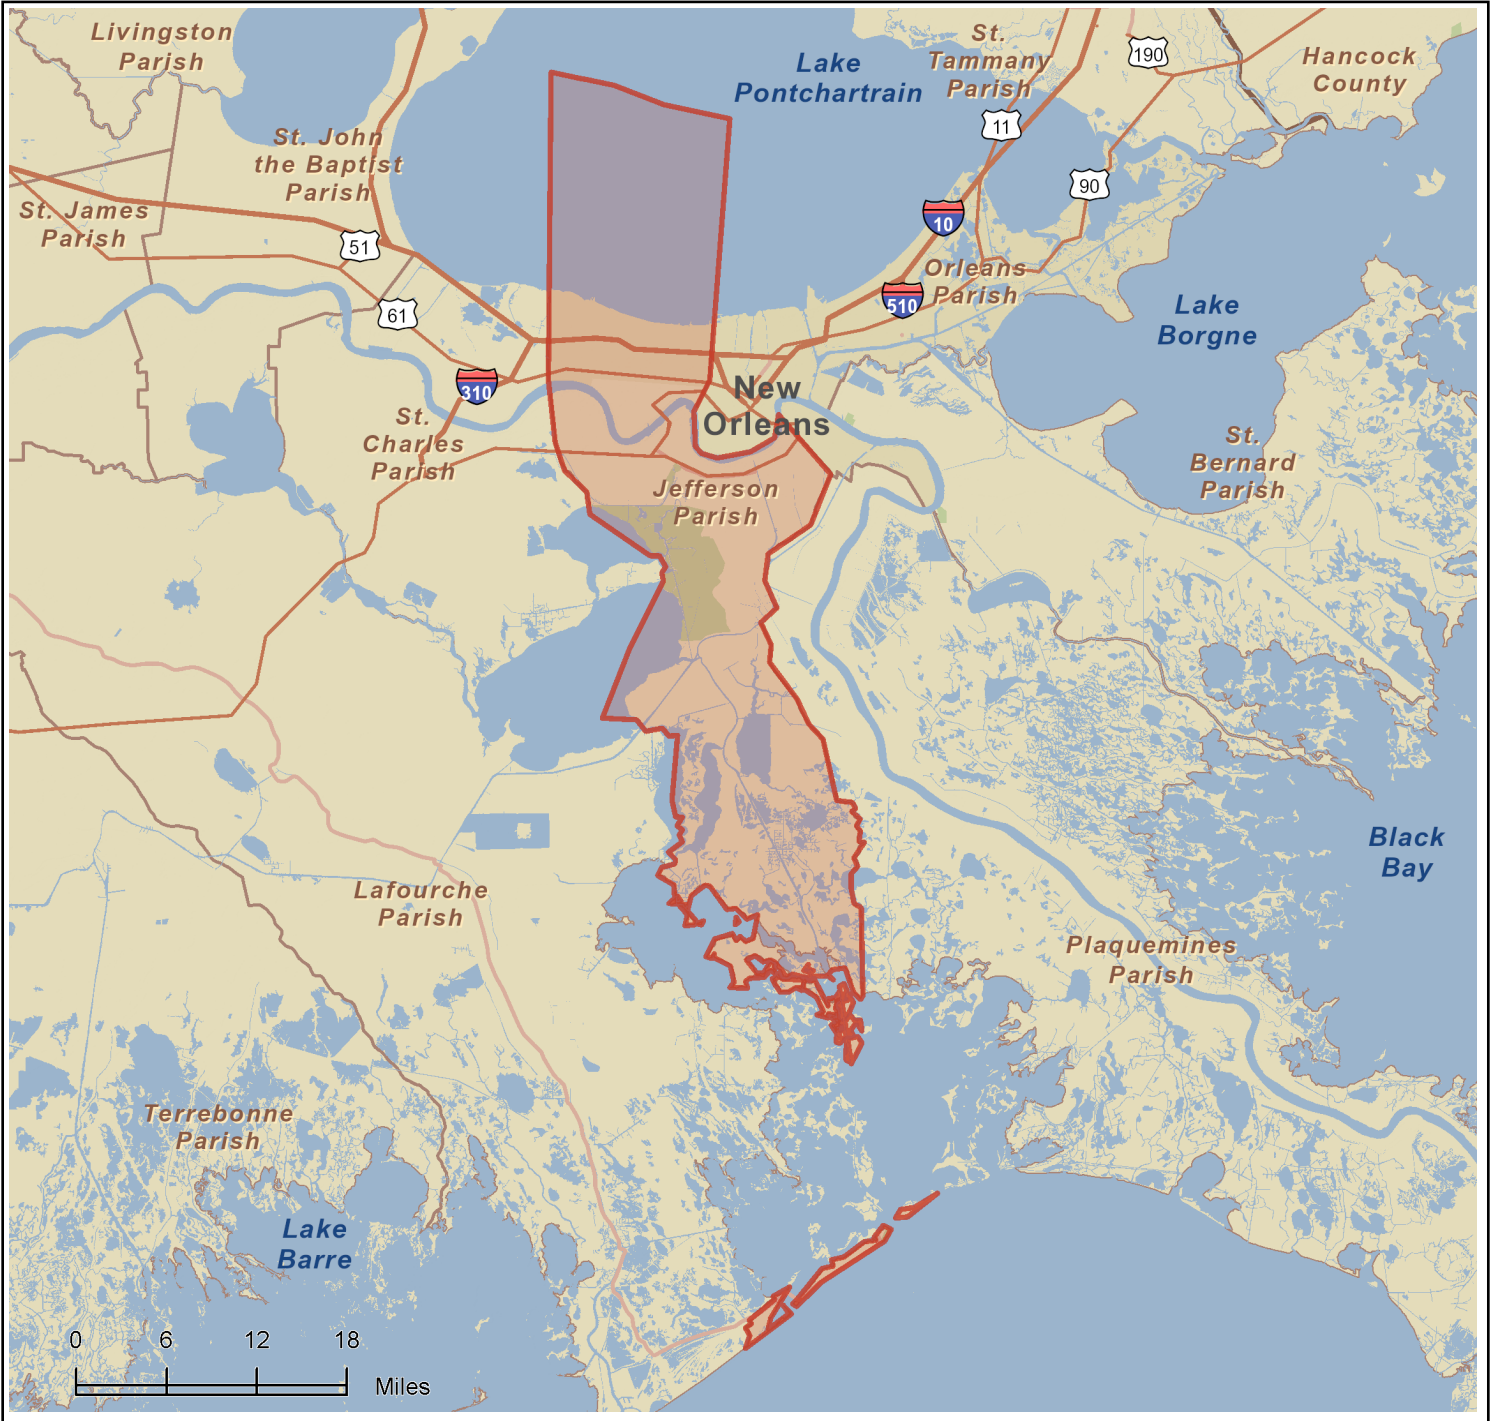 Livingston
Parish
Lake
Pontchartrain
St.
Tammany
Parish
190
Hancock
County
11
St. John
the Baptist
Parish
90
St. James
Parish
51
10
Orleans
Parish
510
61
Lake
Borgne
310
New
Orleans
St.
Charles
Parish
St.
Bernard
Parish
Jefferson
Parish
Black
Bay
Lafourche
Parish
Plaquemines
Parish
Terrebonne
Parish
Lake
Barre
0 6 12 18
Miles